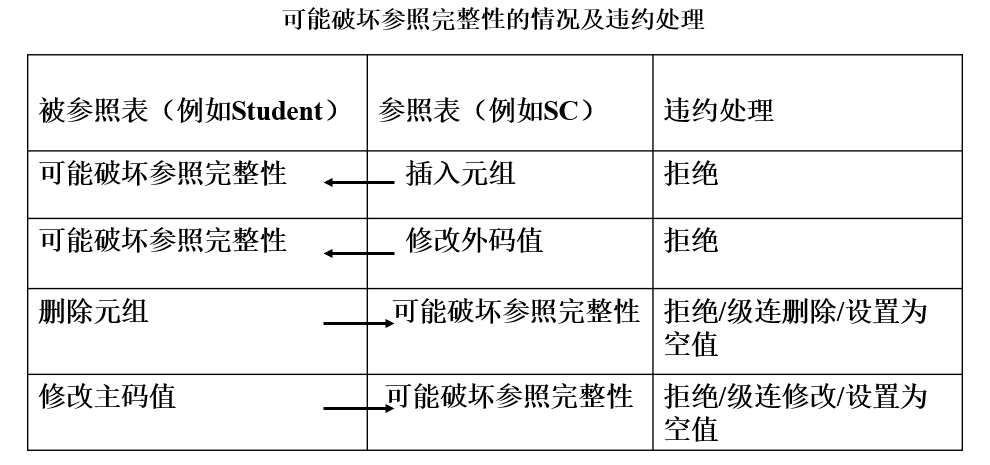 可能破坏参照完整性的情况及违约处理
被参照表（例如Student） 参照表（例如SC） 违约处理
可能破坏参照完整性 插入元组 拒绝
可能破坏参照完整性 修改外码值 拒绝
删除元组 可能破坏参照完整性 拒绝/级连删除/设置为
空值
修改主码值 可能破坏参照完整性 拒绝/级连修改/设置为
空值